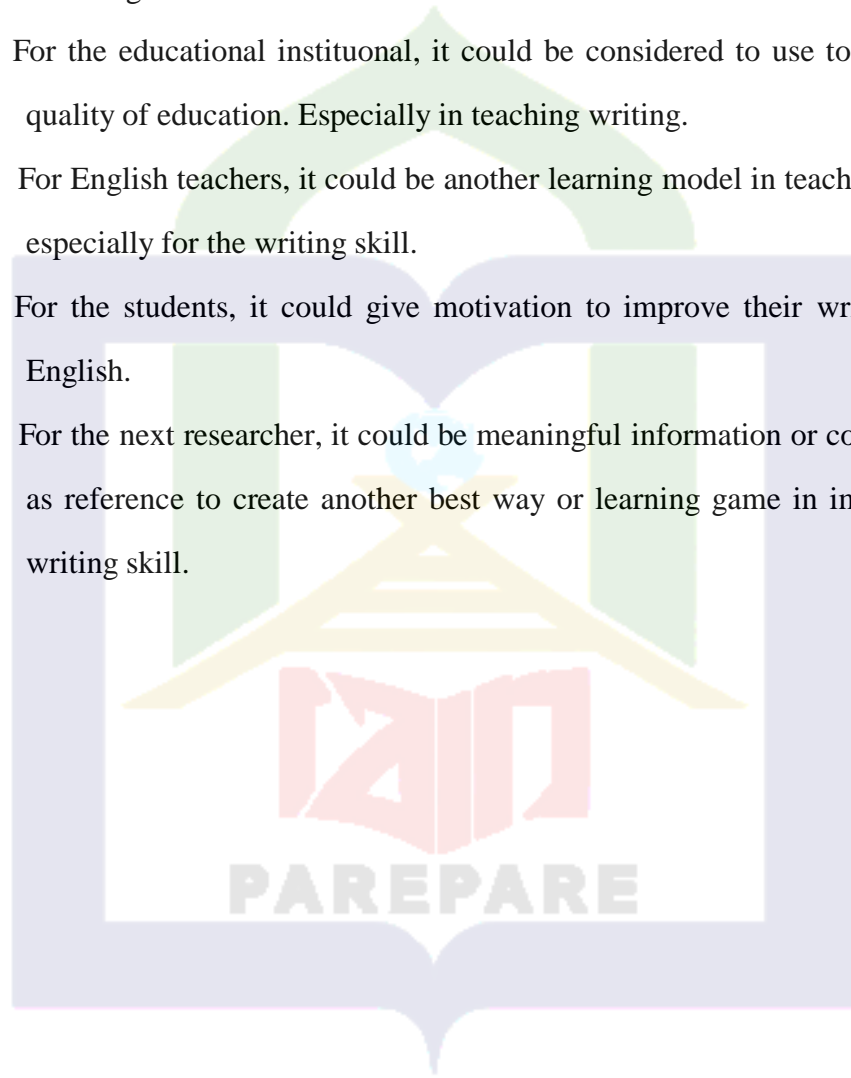 For the educational instituonal, it could be considered to use to
quality of education. Especially in teaching writing.
For English teachers, it could be another learning model in teach
especially for the writing skill.
For the students, it could give motivation to improve their wr
English.
For the next researcher, it could be meaningful information or co
as reference to create another best way or learning game in in
writing skill.
iain
PAREPARE